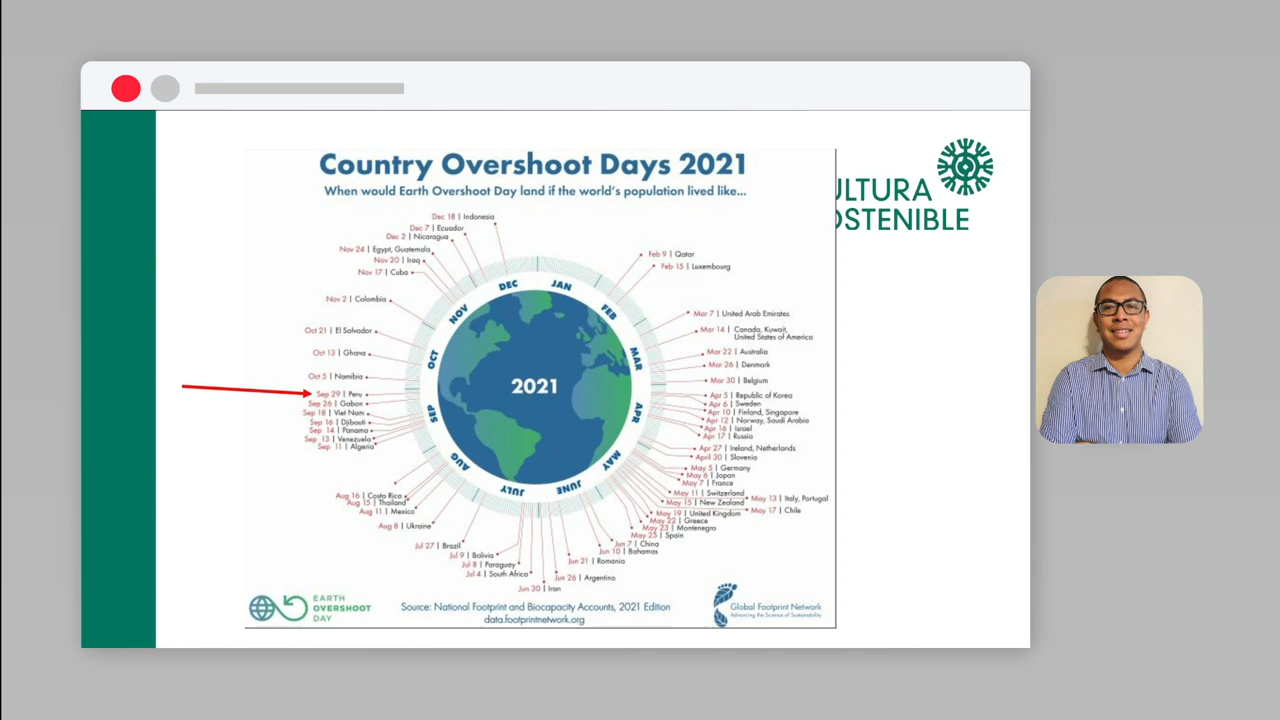 Country Overshoot Days 2021
When would Earth Overshoot Day land if the world's population lived like...
ULTURA
OSTENIBLE
Dec 18 | Indonesia
Dec 7 | Ecuador
Dec 2 | Nicaragua
Nov 24 | Egypt, Guatemala
Nov 20 | Iraq
Nov 17 | Cuba
Nov 2 | Colombia
Oct 21 | El Salvador
Oct 13 | Ghana
Oct 5 | Namibia
Sep 29 | Peru
Sep 26 | Gabon
Sep 18 | Viet Nam
Sep 16 | Djibouti
Sep 14 | Panama
Sep 13 | Venezuela
Sep 11 | Algeria
Aug 16 | Costa Rica
Aug 15 | Thailand
Aug 11 | Mexico
Aug 8 | Ukraine
Jul 27 | Brazil
Jul 9 | Bolivia
Jul 8 | Paraguay
Jul 4 | South Africa
Jun 30 | Iran
Feb 9 | Qatar
Feb 15 | Luxembourg
Mar 7 | United Arab Emirates
Mar 14 | Canada, Kuwait,
United States of America
Mar 22 | Australia
Mar 26 | Denmark
Mar 30 | Belgium
Apr 5 | Republic of Korea
Apr 6 | Sweden
Apr 10 | Finland, Singapore
Apr 12 | Norway, Saudi Arabia
Apr 16 | Israel
Apr 17 | Russia
Apr 27 | Ireland, Netherlands
April 30 | Slovenia
May 5 | Germany
May 6 | Japan
May 7 | France
May 11 | Switzerland
May 13 | Italy, Portugal
May 15 | New Zealand
May 17 | Chile
May 19 | United Kingdom
May 22 | Greece
May 23 | Montenegro
May 25 | Spain
Jun 7 | China
Jun 10 | Bahamas
Jun 21 | Romania
Jun 26 | Argentina
JAN
FEB
MAR
APR
MAY
JUNE
JULY
AUG
SEP
OCT
NOV
DEC
2021
EARTH
OVERSHOOT
DAY
Source: National Footprint and Biocapacity Accounts, 2021 Edition
data.footprintnetwork.org
Global Footprint Network
Advancing the Science of Sustainability